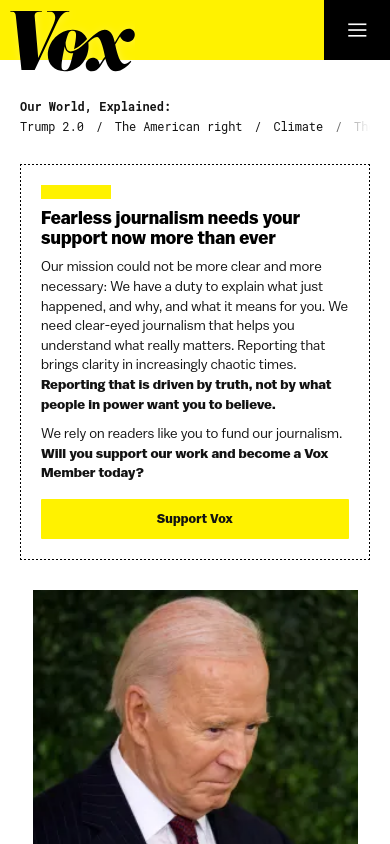 Vox
Our World, Explained:
Trump 2.0 / The American right / Climate / Th
Fearless journalism needs your
support now more than ever
Our mission could not be more clear and more
necessary: We have a duty to explain what just
happened, and why, and what it means for you. We
need clear-eyed journalism that helps you
understand what really matters. Reporting that
brings clarity in increasingly chaotic times.
Reporting that is driven by truth, not by what
people in power want you to believe.
We rely on readers like you to fund our journalism.
Will you support our work and become a Vox
Member today?
Support Vox